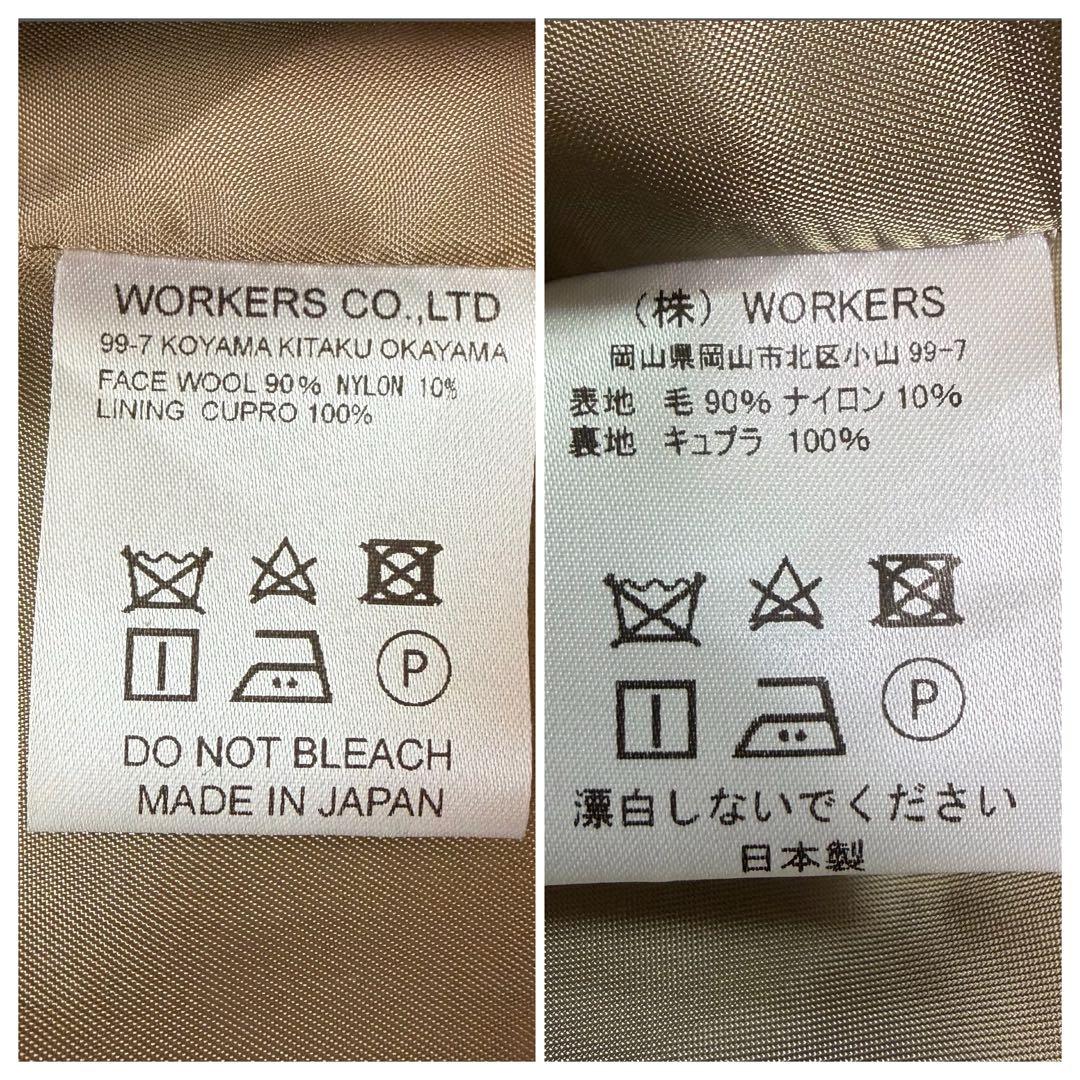 WORKERS CO.,LTD
99-7 KOYAMA KITAKU OKAYAMA
FACE WOOL 90% NYLON 10%
LINING CUPRO 100%
P
DO NOT BLEACH
MADE IN JAPAN
（株）WORKERS
岡山県岡山市北区小山 99-7
表地 毛 90% ナイロン 10%
裏地 キュプラ 100%
P
漂白しないでください
日本製